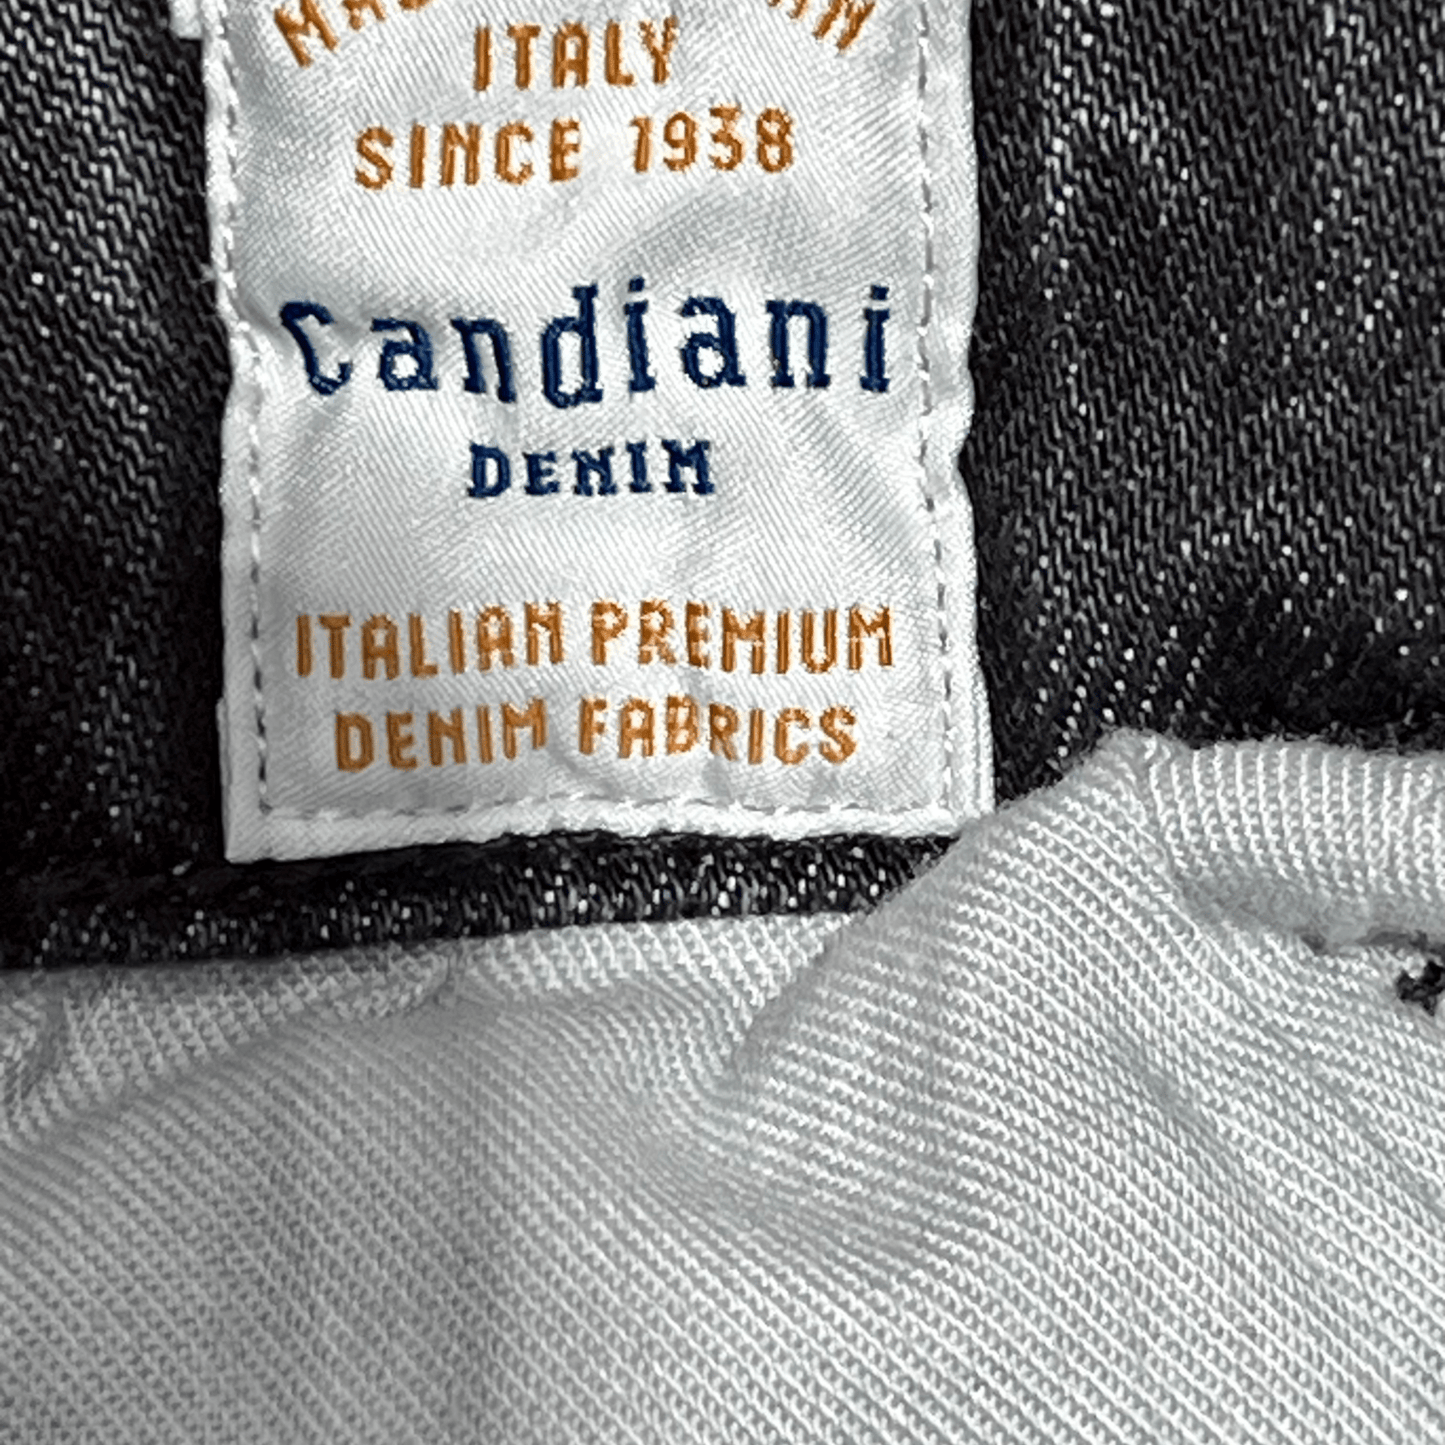 ITALY
SINCE 1938
Candiani
DENIM
ITALIAN PREMIUM
DENIM FABRICS